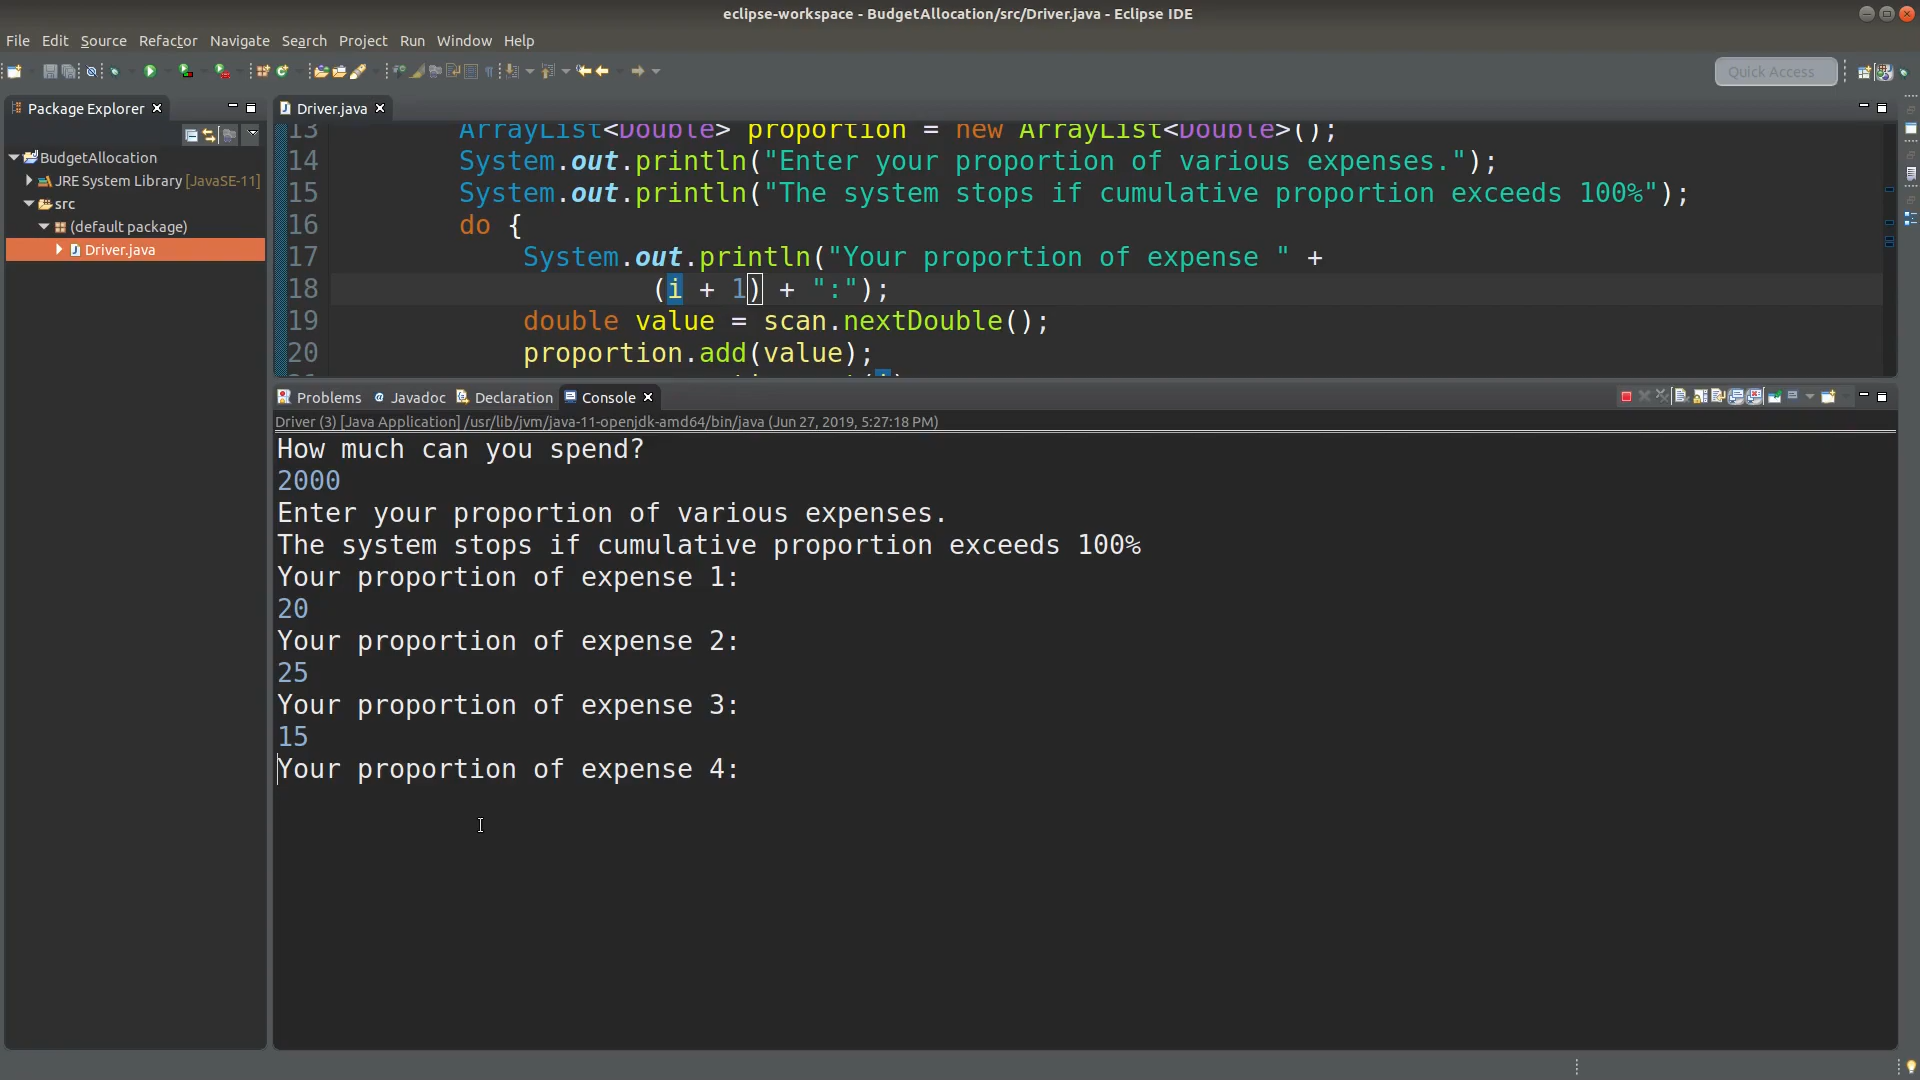 eclipse-workspace - BudgetAllocation/src/Driver.java - Eclipse IDE
File Edit Source Refactor Navigate Search Project Run Window Help
Quick Access
Package Explorer
BudgetAllocation
JRE System Library [JavaSE-11]
src
(default package)
Driver.java
Driver.java
13 ArrayList<Double> proportion = new ArrayList<Double>();
14 System.out.println("Enter your proportion of various expenses.");
15 System.out.println("The system stops if cumulative proportion exceeds 100%");
16 do {
17 System.out.println("Your proportion of expense " +
18 (i + 1) + ":");
19 double value = scan.nextDouble();
20 proportion.add(value);
Problems Javadoc Declaration Console
Driver (3) [Java Application] /usr/lib/jvm/java-11-openjdk-amd64/bin/java (Jun 27, 2019, 5:27:18 PM)
How much can you spend?
2000
Enter your proportion of various expenses.
The system stops if cumulative proportion exceeds 100%
Your proportion of expense 1:
20
Your proportion of expense 2:
25
Your proportion of expense 3:
15
Your proportion of expense 4: